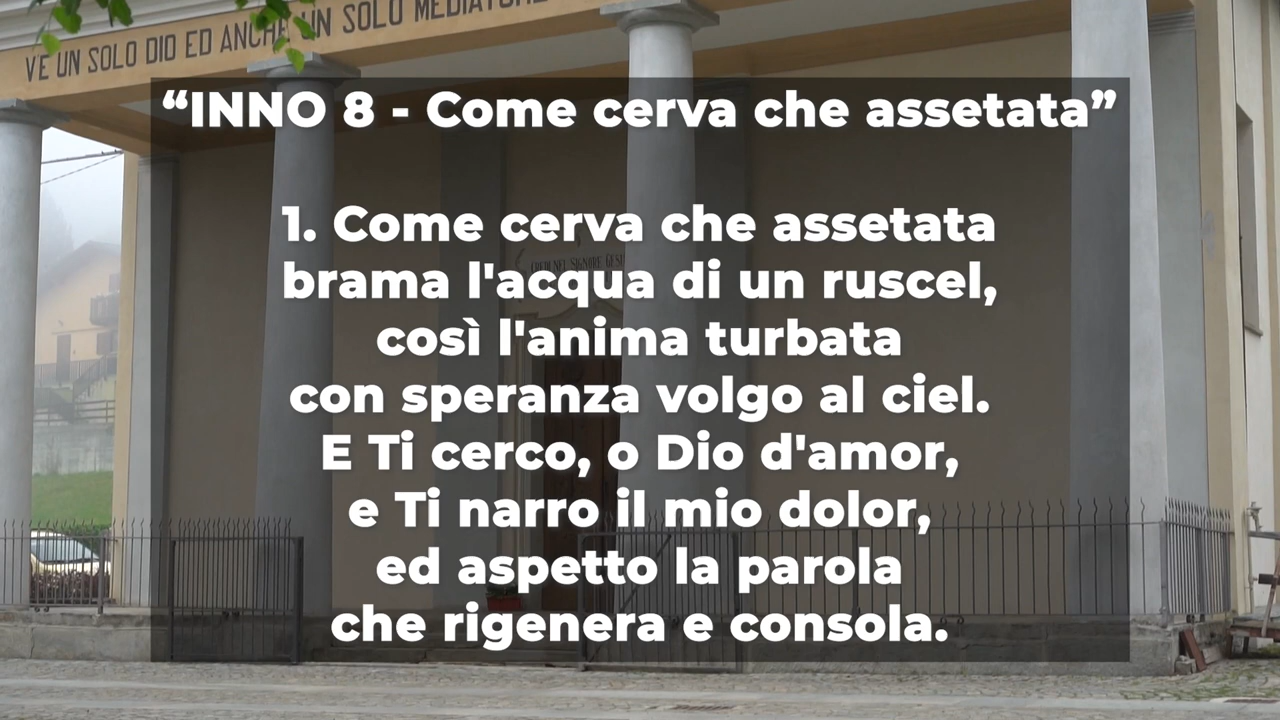 VE UN SOLO DIO ED ANCHE UN SOLO MEDIATORE
“INNO 8 - Come cerva che assetata”
1. Come cerva che assetata
brama l'acqua di un ruscel,
così l'anima turbata
con speranza volgo al ciel.
E Ti cerco, o Dio d'amor,
e Ti narro il mio dolor,
ed aspetto la parola
che rigenera e consola.